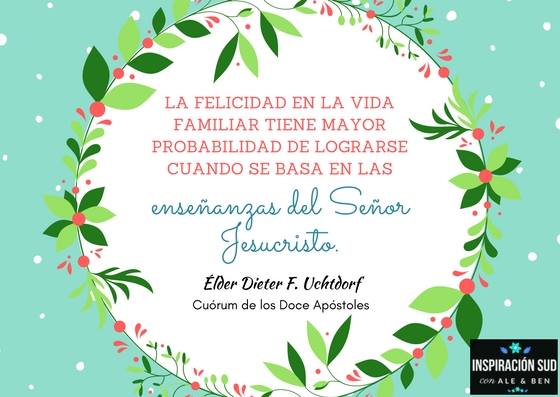 LA FELICIDAD EN LA VIDA
FAMILIAR TIENE MAYOR
PROBABILIDAD DE LOGRARSE
CUANDO SE BASA EN LAS
enseñanzas del Señor
Jesucristo.
Élder Dieter F. Uchtdorf
Cuórum de los Doce Apóstoles
INSPIRACIÓN SUD
con ALE & BEN